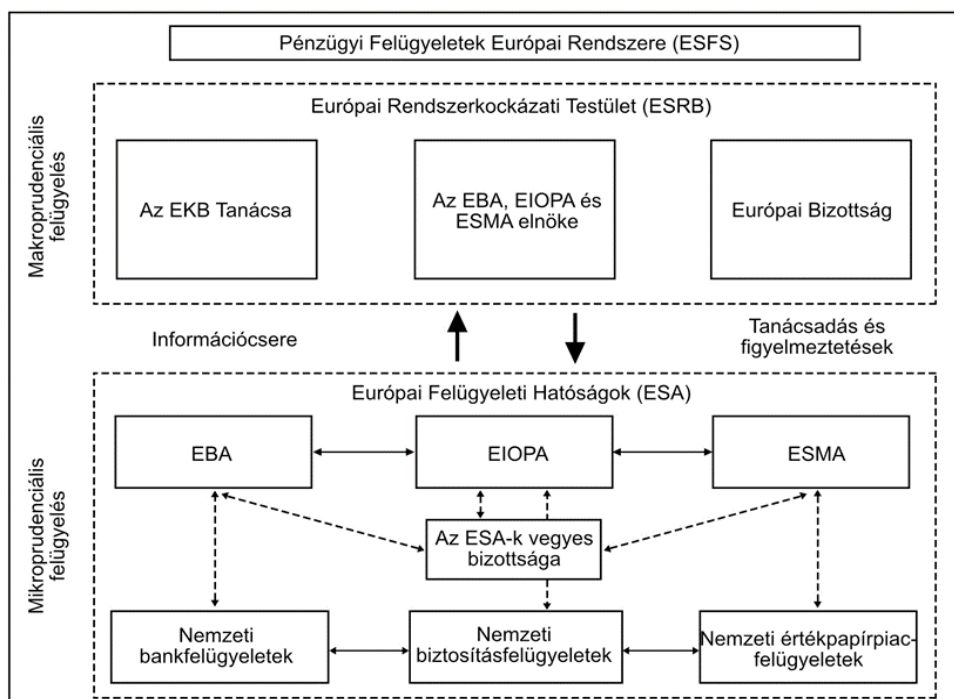 Pénzügyi Felügyeletek Európai Rendszere (ESFS)
Makroprudenciális
felügyelés
Európai Rendszerkockázati Testület (ESRB)
Az EKB Tanácsa
Az EBA, EIOPA és
ESMA elnöke
Európai Bizottság
Információcsere
Tanácsadás és
figyelmeztetések
Mikroprudenciális
felügyelés
Európai Felügyeleti Hatóságok (ESA)
EBA
EIOPA
ESMA
Az ESA-k vegyes
bizottsága
Nemzeti
bankfelügyeletek
Nemzeti
biztosításfelügyeletek
Nemzeti értékpapírpiac-
felügyeletek